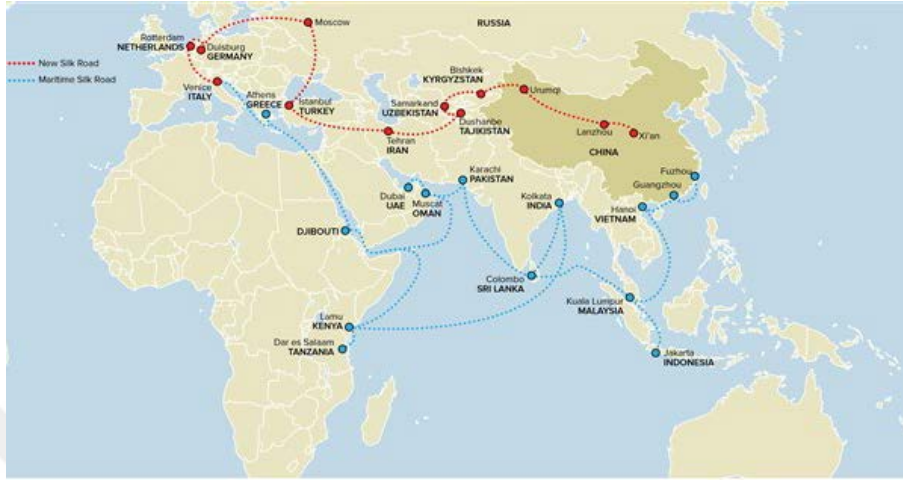 Moscow
RUSSIA
Rotterdam
NETHERLANDS
Duisburg
GERMANY
New Silk Road
Maritime Silk Road
Venice
ITALY
Athens
GREECE
Istanbul
TURKEY
Bishkek
KYRGYZSTAN
Urumqi
Samarkand
UZBEKISTAN
Dushanbe
TAJIKISTAN
Tehran
IRAN
Lanzhou
Xi'an
CHINA
Fuzhou
Guangzhou
Karachi
PAKISTAN
Dubai
UAE
Muscat
OMAN
Kolkata
INDIA
Hanoi
VIETNAM
DJIBOUTI
Colombo
SRI LANKA
Kuala Lumpur
MALAYSIA
Lamu
KENYA
Dar es Salaam
TANZANIA
Jakarta
INDONESIA